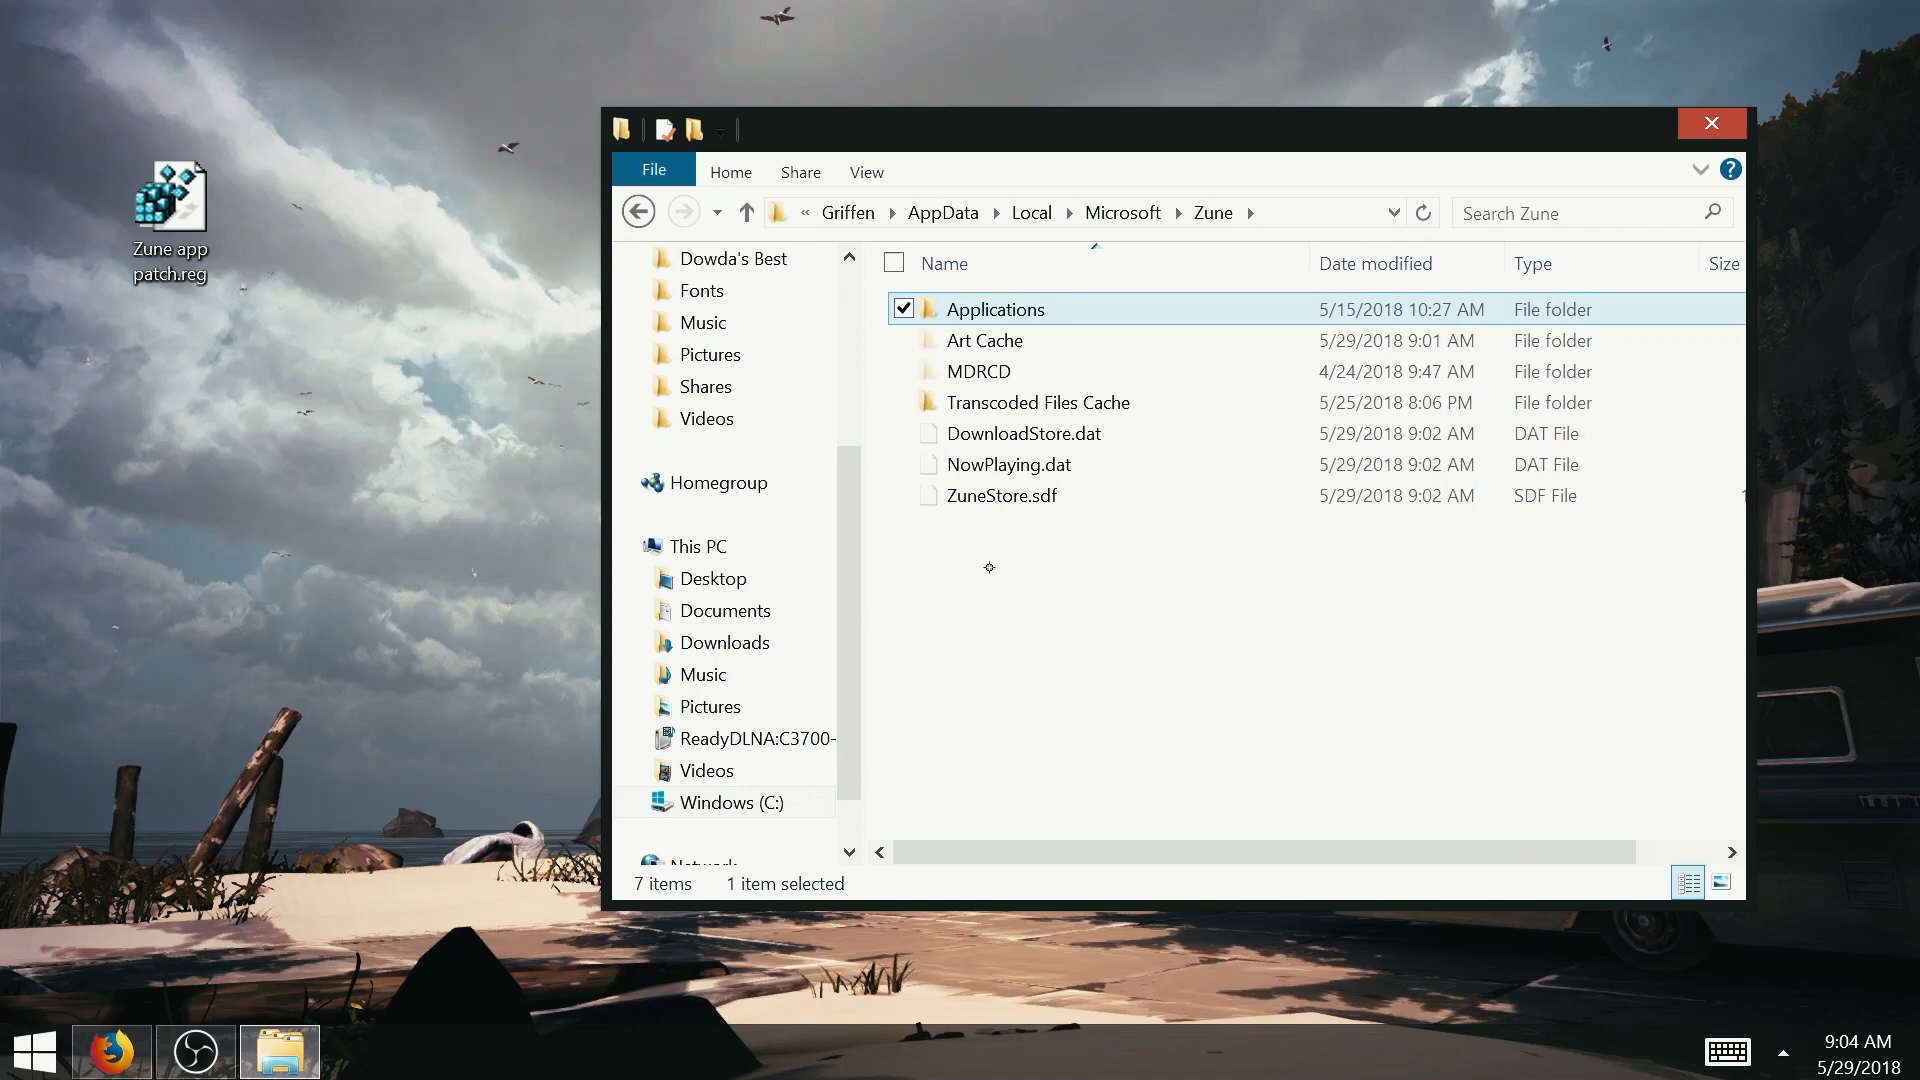 Zune app
patch.reg
File Home Share View
« Griffen AppData Local Microsoft Zune
Search Zune
Dowda's Best
Fonts
Music
Pictures
Shares
Videos
Homegroup
This PC
Desktop
Documents
Downloads
Music
Pictures
ReadyDLNA:C3700-
Videos
Windows (C:)
Network
Name Date modified Type Size
Applications 5/15/2018 10:27 AM File folder
Art Cache 5/29/2018 9:01 AM File folder
MDRCD 4/24/2018 9:47 AM File folder
Transcoded Files Cache 5/25/2018 8:06 PM File folder
DownloadStore.dat 5/29/2018 9:02 AM DAT File
NowPlaying.dat 5/29/2018 9:02 AM DAT File
ZuneStore.sdf 5/29/2018 9:02 AM SDF File 1
7 items 1 item selected
9:04 AM
5/29/2018